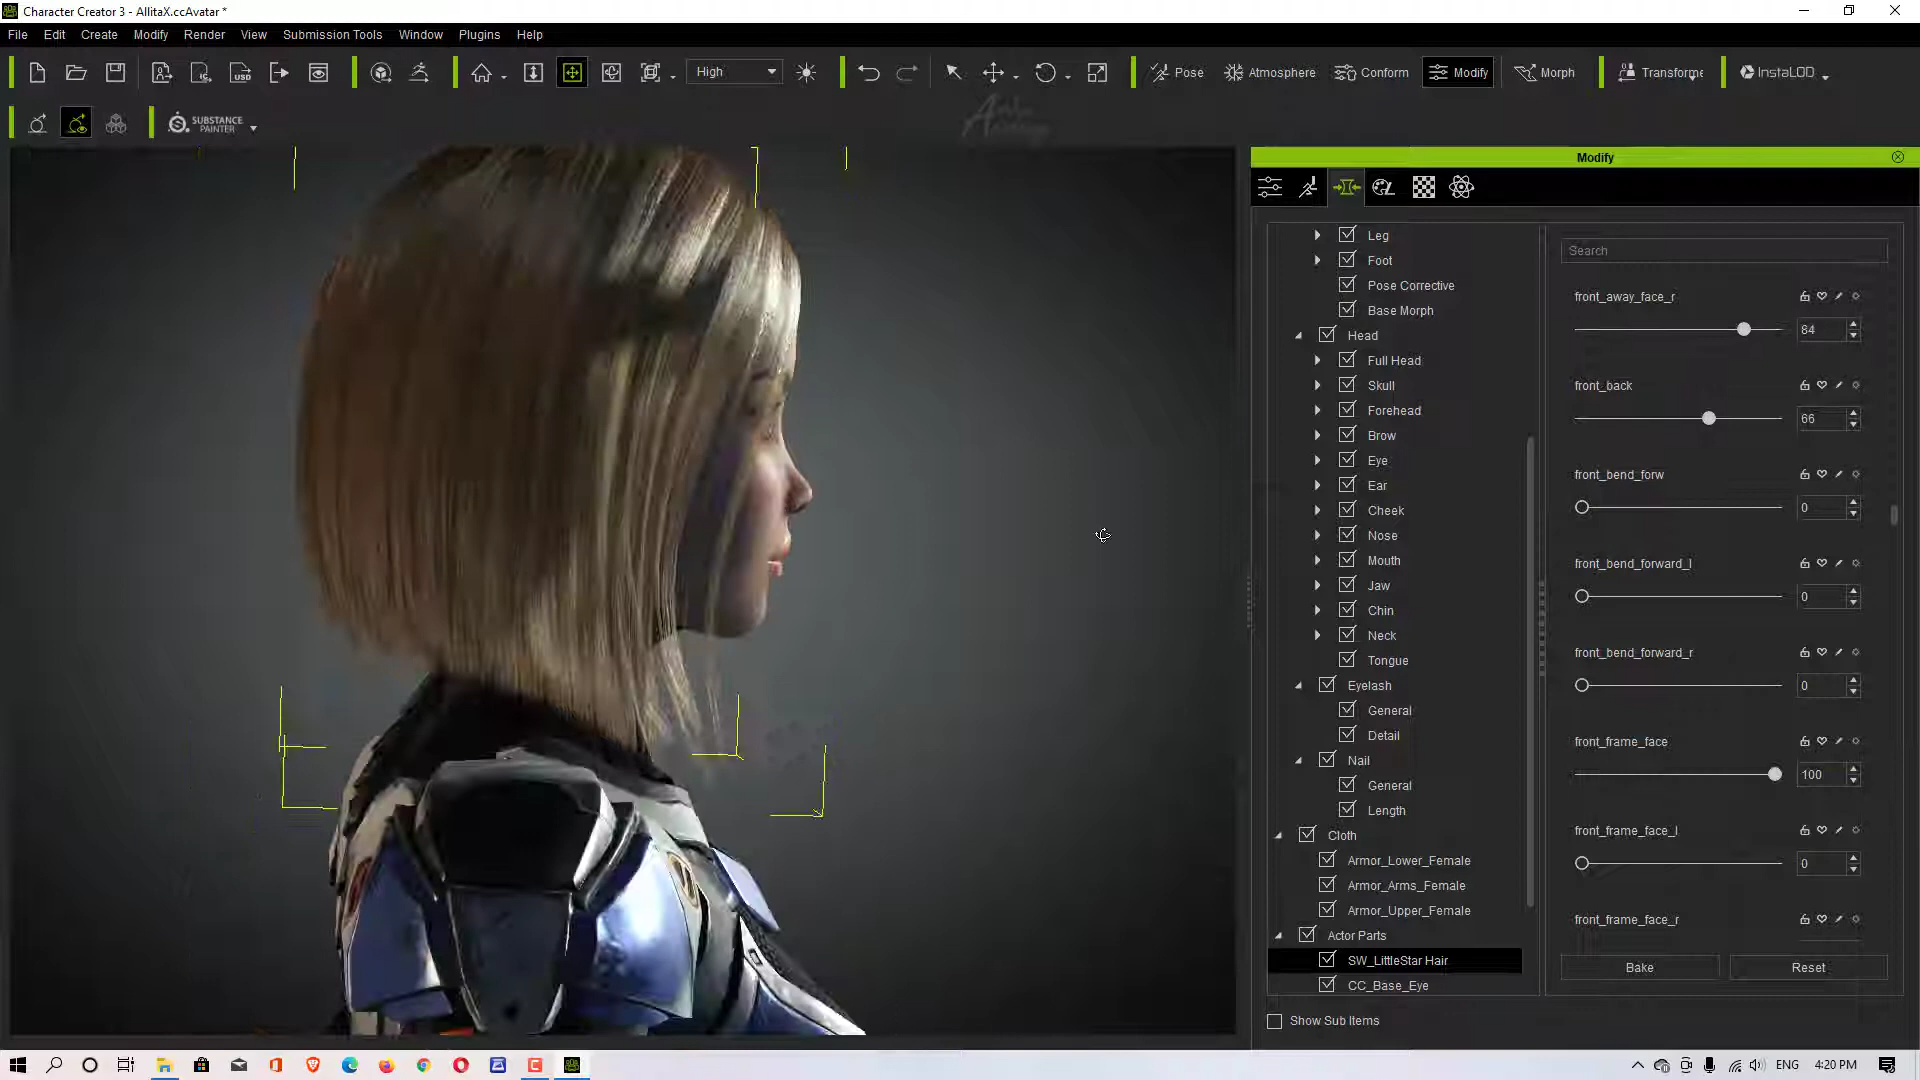 Character Creator 3 - AllitaX.ccAvatar *
File Edit Create Modify Render View Submission Tools Window Plugins Help
High Pose Atmosphere Conform Modify Morph Transforme InstaLOD
SUBSTANCE
PAINTER
Modify
Leg
Foot
Pose Corrective
Base Morph
Head
Full Head
Skull
Forehead
Brow
Eye
Ear
Cheek
Nose
Mouth
Jaw
Chin
Neck
Tongue
Eyelash
General
Detail
Nail
General
Length
Cloth
Armor_Lower_Female
Armor_Arms_Female
Armor_Upper_Female
Actor Parts
SW_LittleStar Hair
CC_Base_Eye
Show Sub Items
Search
front_away_face_r
84
front_back
66
front_bend_forw
0
front_bend_forward_l
0
front_bend_forward_r
0
front_frame_face
100
front_frame_face_l
0
front_frame_face_r
Bake Reset
ENG 4:20 PM